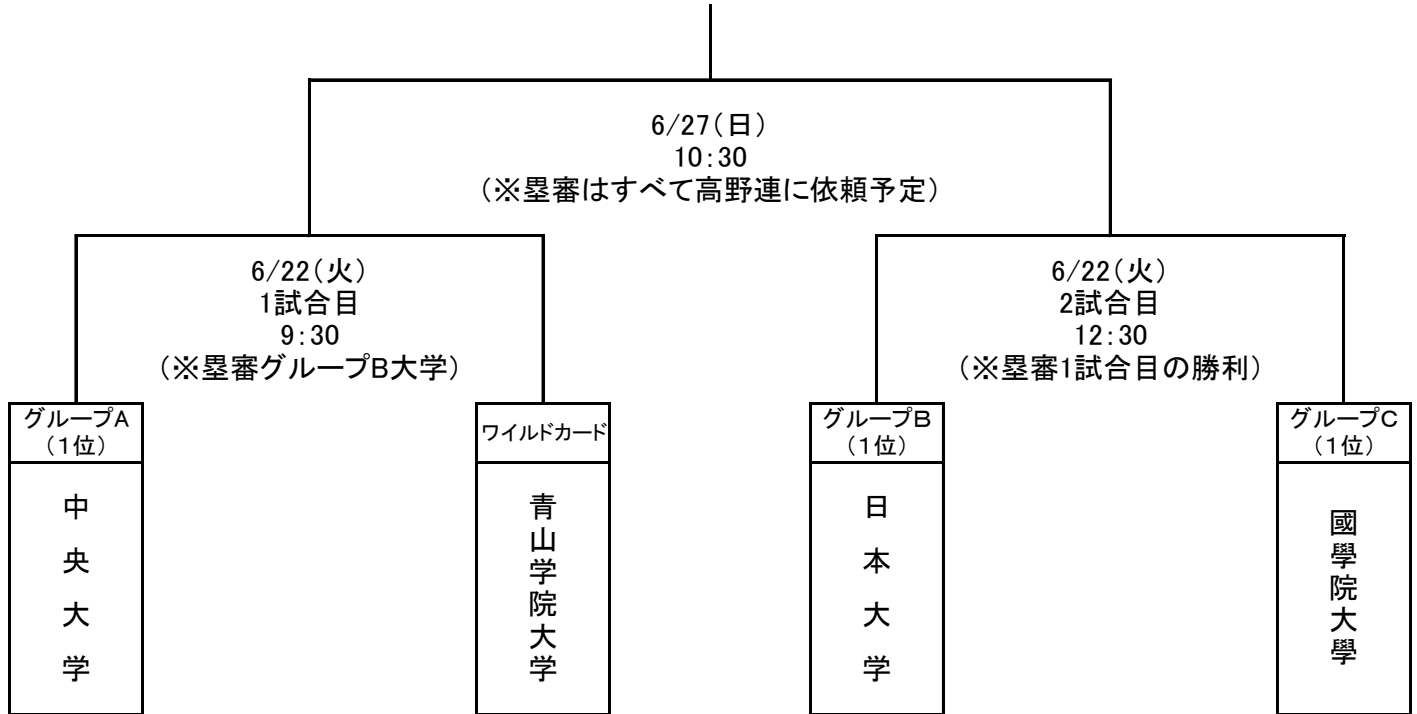 6/27(日)
10:30
(※塁審はすべて高野連に依頼予定)
6/22(火)
1試合目
9:30
(※塁審グループB大学)
6/22(火)
2試合目
12:30
(※塁審1試合目の勝利)
グループA
(1位)
中央大学
ワイルドカード
青山学院大学
グループB
(1位)
日本大学
グループC
(1位)
國學院大學